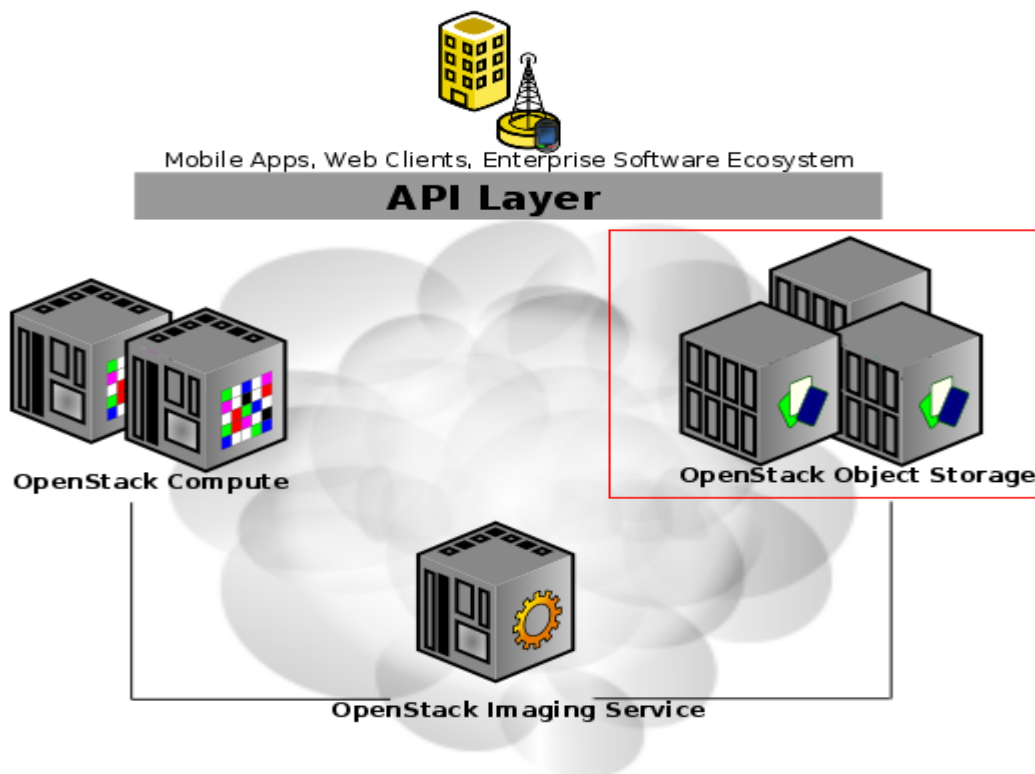 Mobile Apps, Web Clients, Enterprise Software Ecosystem
API Layer
OpenStack Compute
OpenStack Object Storage
OpenStack Imaging Service